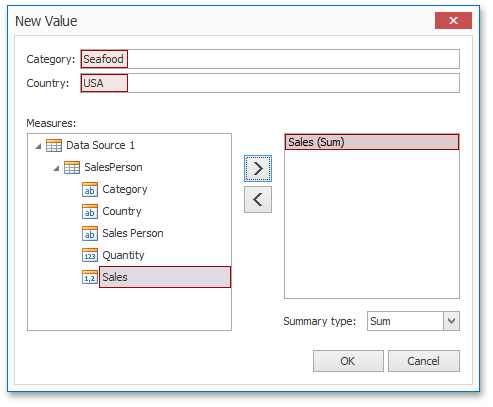 New Value
Category: Seafood
Country: USA
Measures:
Data Source 1
SalesPerson
ab Category
ab Country
ab Sales Person
123 Quantity
1,2 Sales
Sales (Sum)
Summary type: Sum
OK Cancel